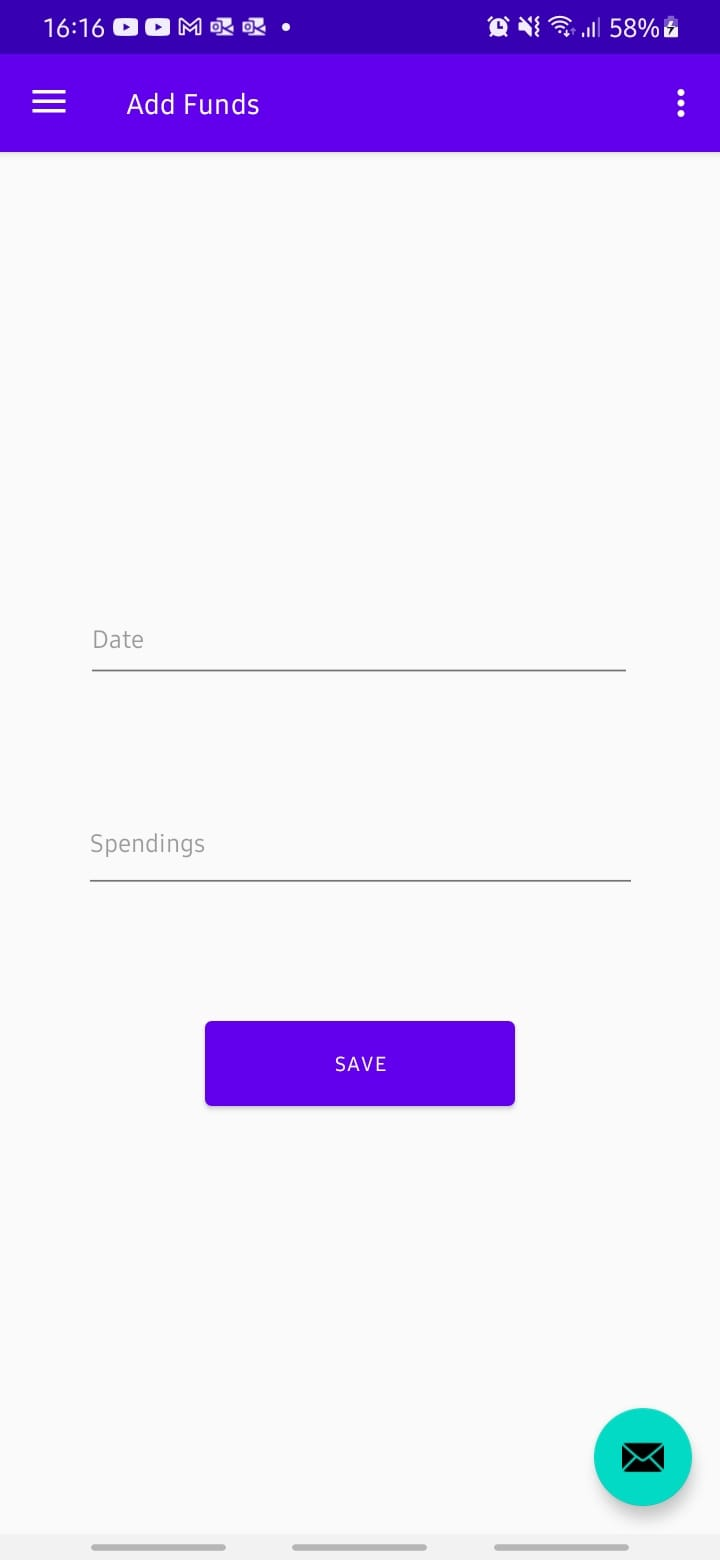 16:16 58%
Add Funds
Date
Spendings
SAVE